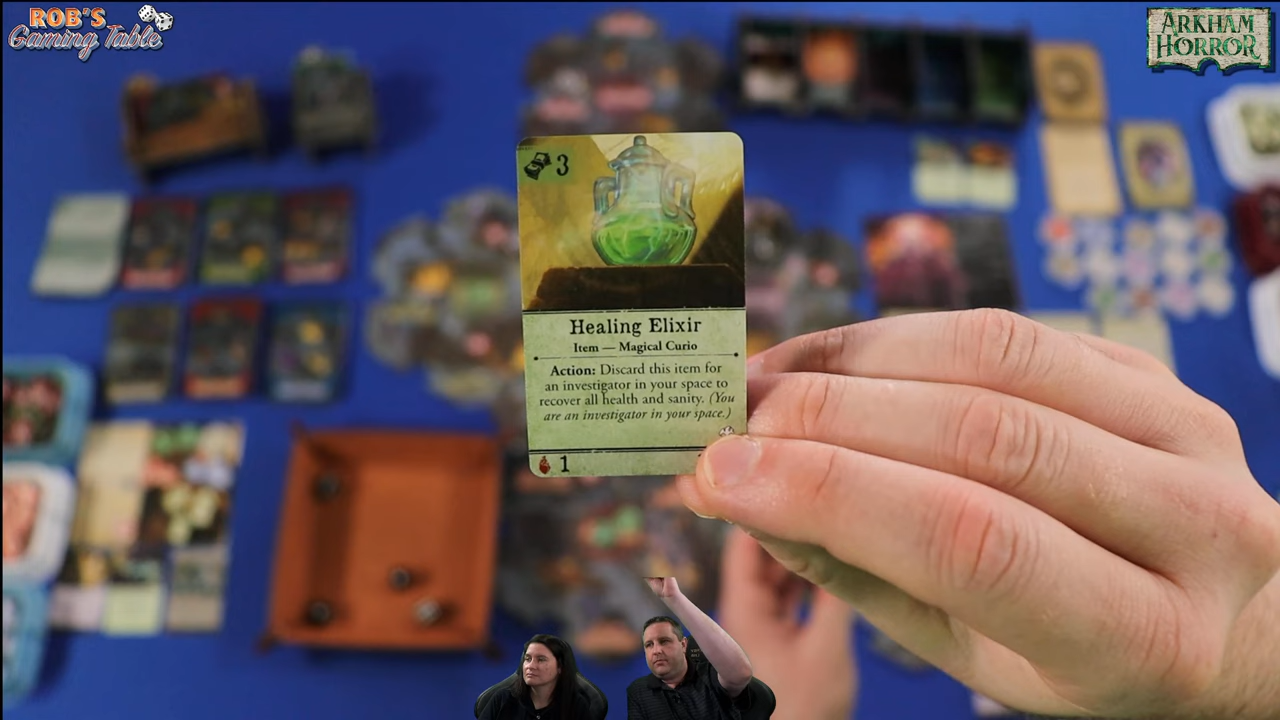 ROB'S
Gaming Table
ARKHAM
HORROR
3
Healing Elixir
Item — Magical Curio
Action: Discard this item for
an investigator in your space to
recover all health and sanity. (You
are an investigator in your space.)
1